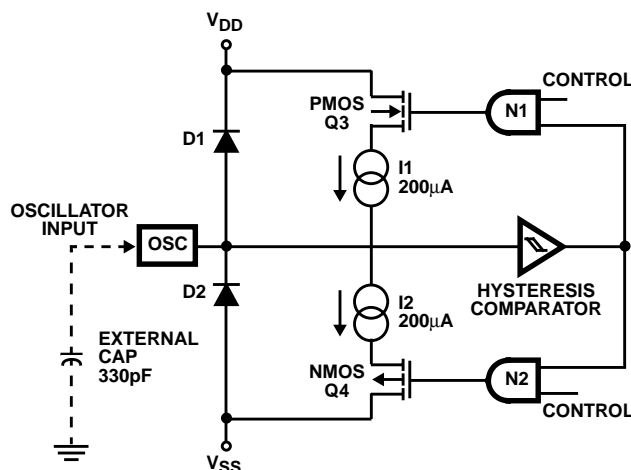 VDD
CONTROL
PMOS
Q3
N1
D1
I1
200µA
OSCILLATOR
INPUT
OSC
D2
I2
200µA
HYSTERESIS
COMPARATOR
EXTERNAL
CAP
330pF
NMOS
Q4
N2
CONTROL
VSS